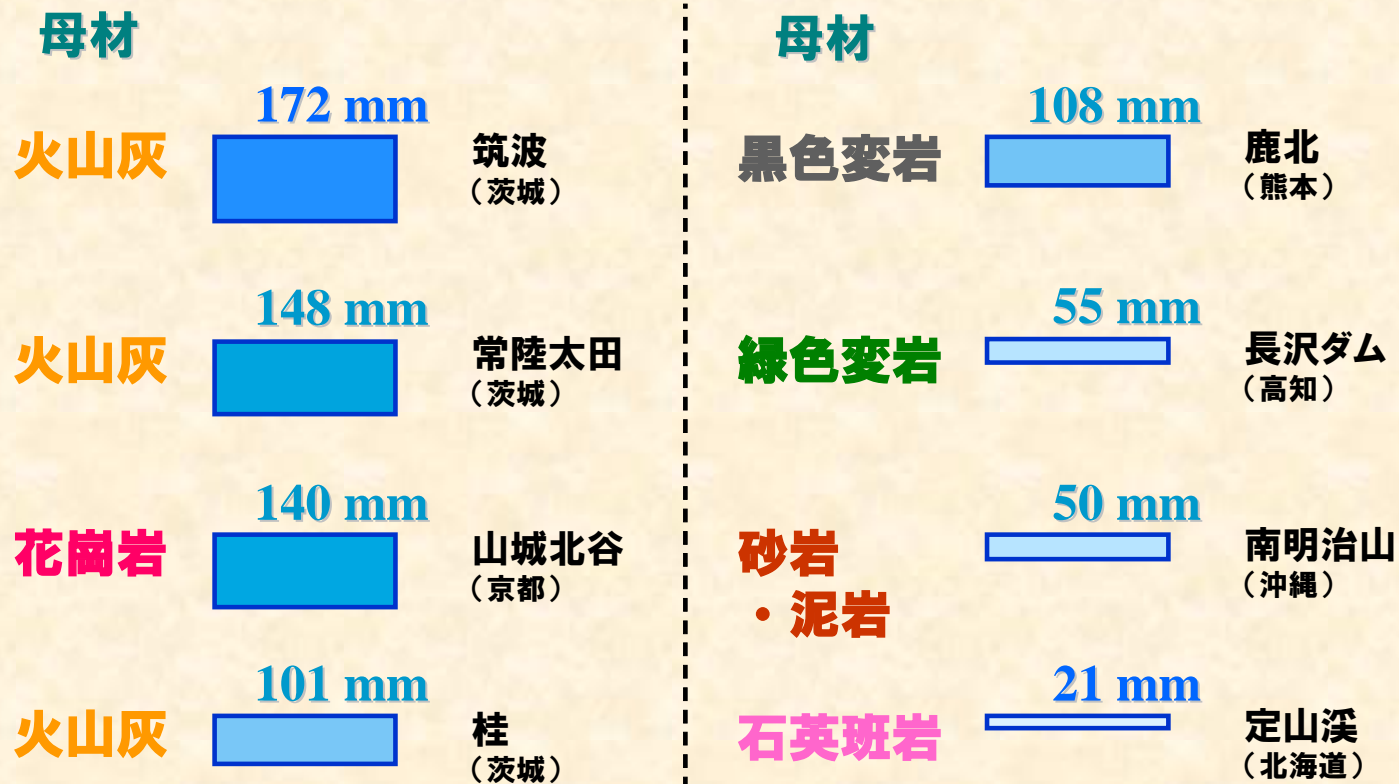 母材
172 mm
火山灰
筑波
（茨城）
148 mm
火山灰
常陸太田
（茨城）
140 mm
花崗岩
山城北谷
（京都）
101 mm
火山灰
桂
（茨城）
母材
108 mm
黒色変岩
鹿北
（熊本）
55 mm
緑色変岩
長沢ダム
（高知）
50 mm
砂岩
・泥岩
南明治山
（沖縄）
21 mm
石英班岩
定山渓
（北海道）